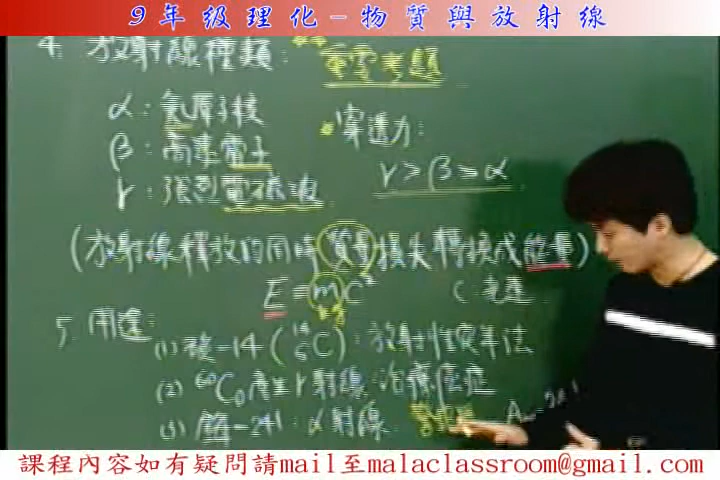 9年級理化-物質與放射線
4. 放射線種類:
重要考題
α:氦原子核
β:高速電子
γ:強烈電磁波
穿透力:
γ>β>α
(放射線釋放的同時質量損失轉換成能量)
E=mc²
C 光速
5. 用途:
(1) 碳-14 (¹⁴₆C):放射性定年法
(2) ⁶⁰Co產生γ射線 治療癌症
(3) 鋂-241:α射線
課程內容如有疑問請mail至malaclassroom@gmail.com